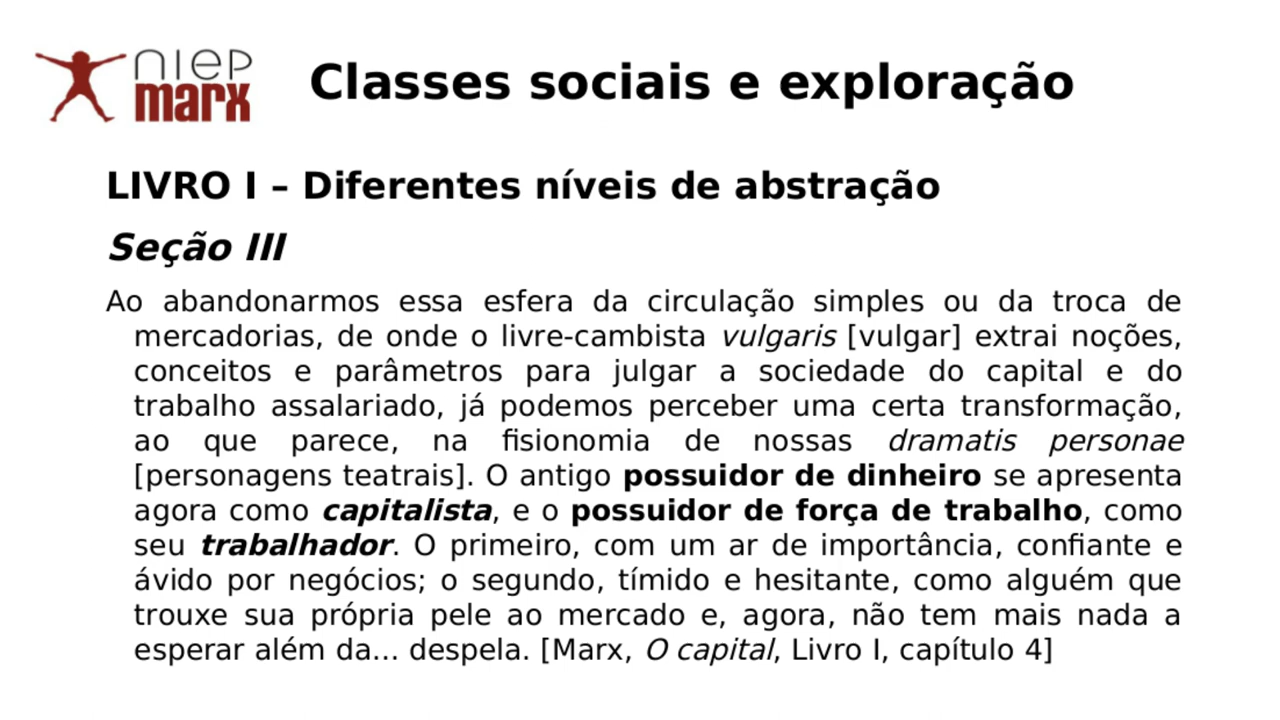 NIEP
marx
Classes sociais e exploração
LIVRO I – Diferentes níveis de abstração
Seção III
Ao abandonarmos essa esfera da circulação simples ou da troca de
mercadorias, de onde o livre-cambista vulgaris [vulgar] extrai noções,
conceitos e parâmetros para julgar a sociedade do capital e do
trabalho assalariado, já podemos perceber uma certa transformação,
ao que parece, na fisionomia de nossas dramatis personae
[personagens teatrais]. O antigo possuidor de dinheiro se apresenta
agora como capitalista, e o possuidor de força de trabalho, como
seu trabalhador. O primeiro, com um ar de importância, confiante e
ávido por negócios; o segundo, tímido e hesitante, como alguém que
trouxe sua própria pele ao mercado e, agora, não tem mais nada a
esperar além da... despela. [Marx, O capital, Livro I, capítulo 4]